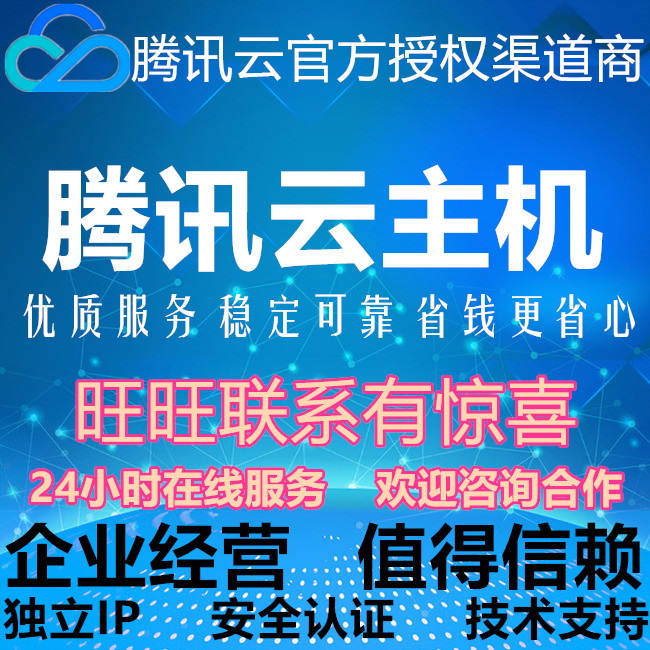 腾讯云官方授权渠道商
腾讯云主机
优质服务 稳定可靠 省钱更省心
旺旺联系有惊喜
24小时在线服务 欢迎咨询合作
企业经营 值得信赖
独立IP 安全认证 技术支持